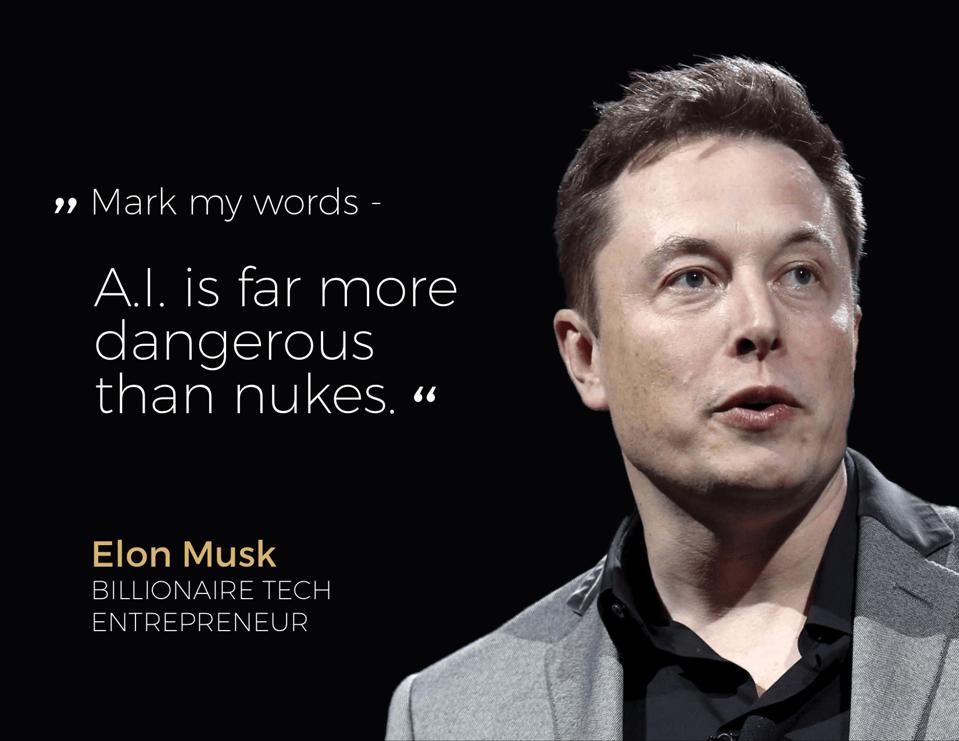 ” Mark my words -
A.I. is far more
dangerous
than nukes. “
Elon Musk
BILLIONAIRE TECH
ENTREPRENEUR